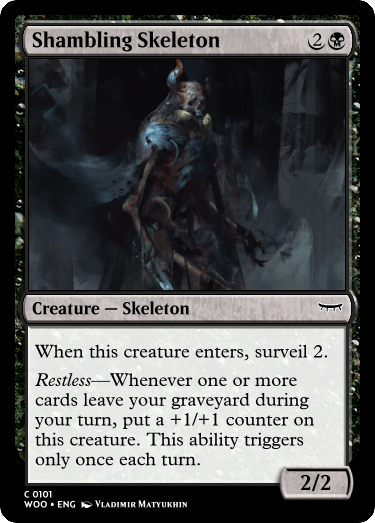 Shambling Skeleton 2
Creature — Skeleton
When this creature enters, surveil 2.
Restless—Whenever one or more
cards leave your graveyard during
your turn, put a +1/+1 counter on
this creature. This ability triggers
only once each turn.
2/2
C 0101
WOO • ENG Vladimir Matyukhin